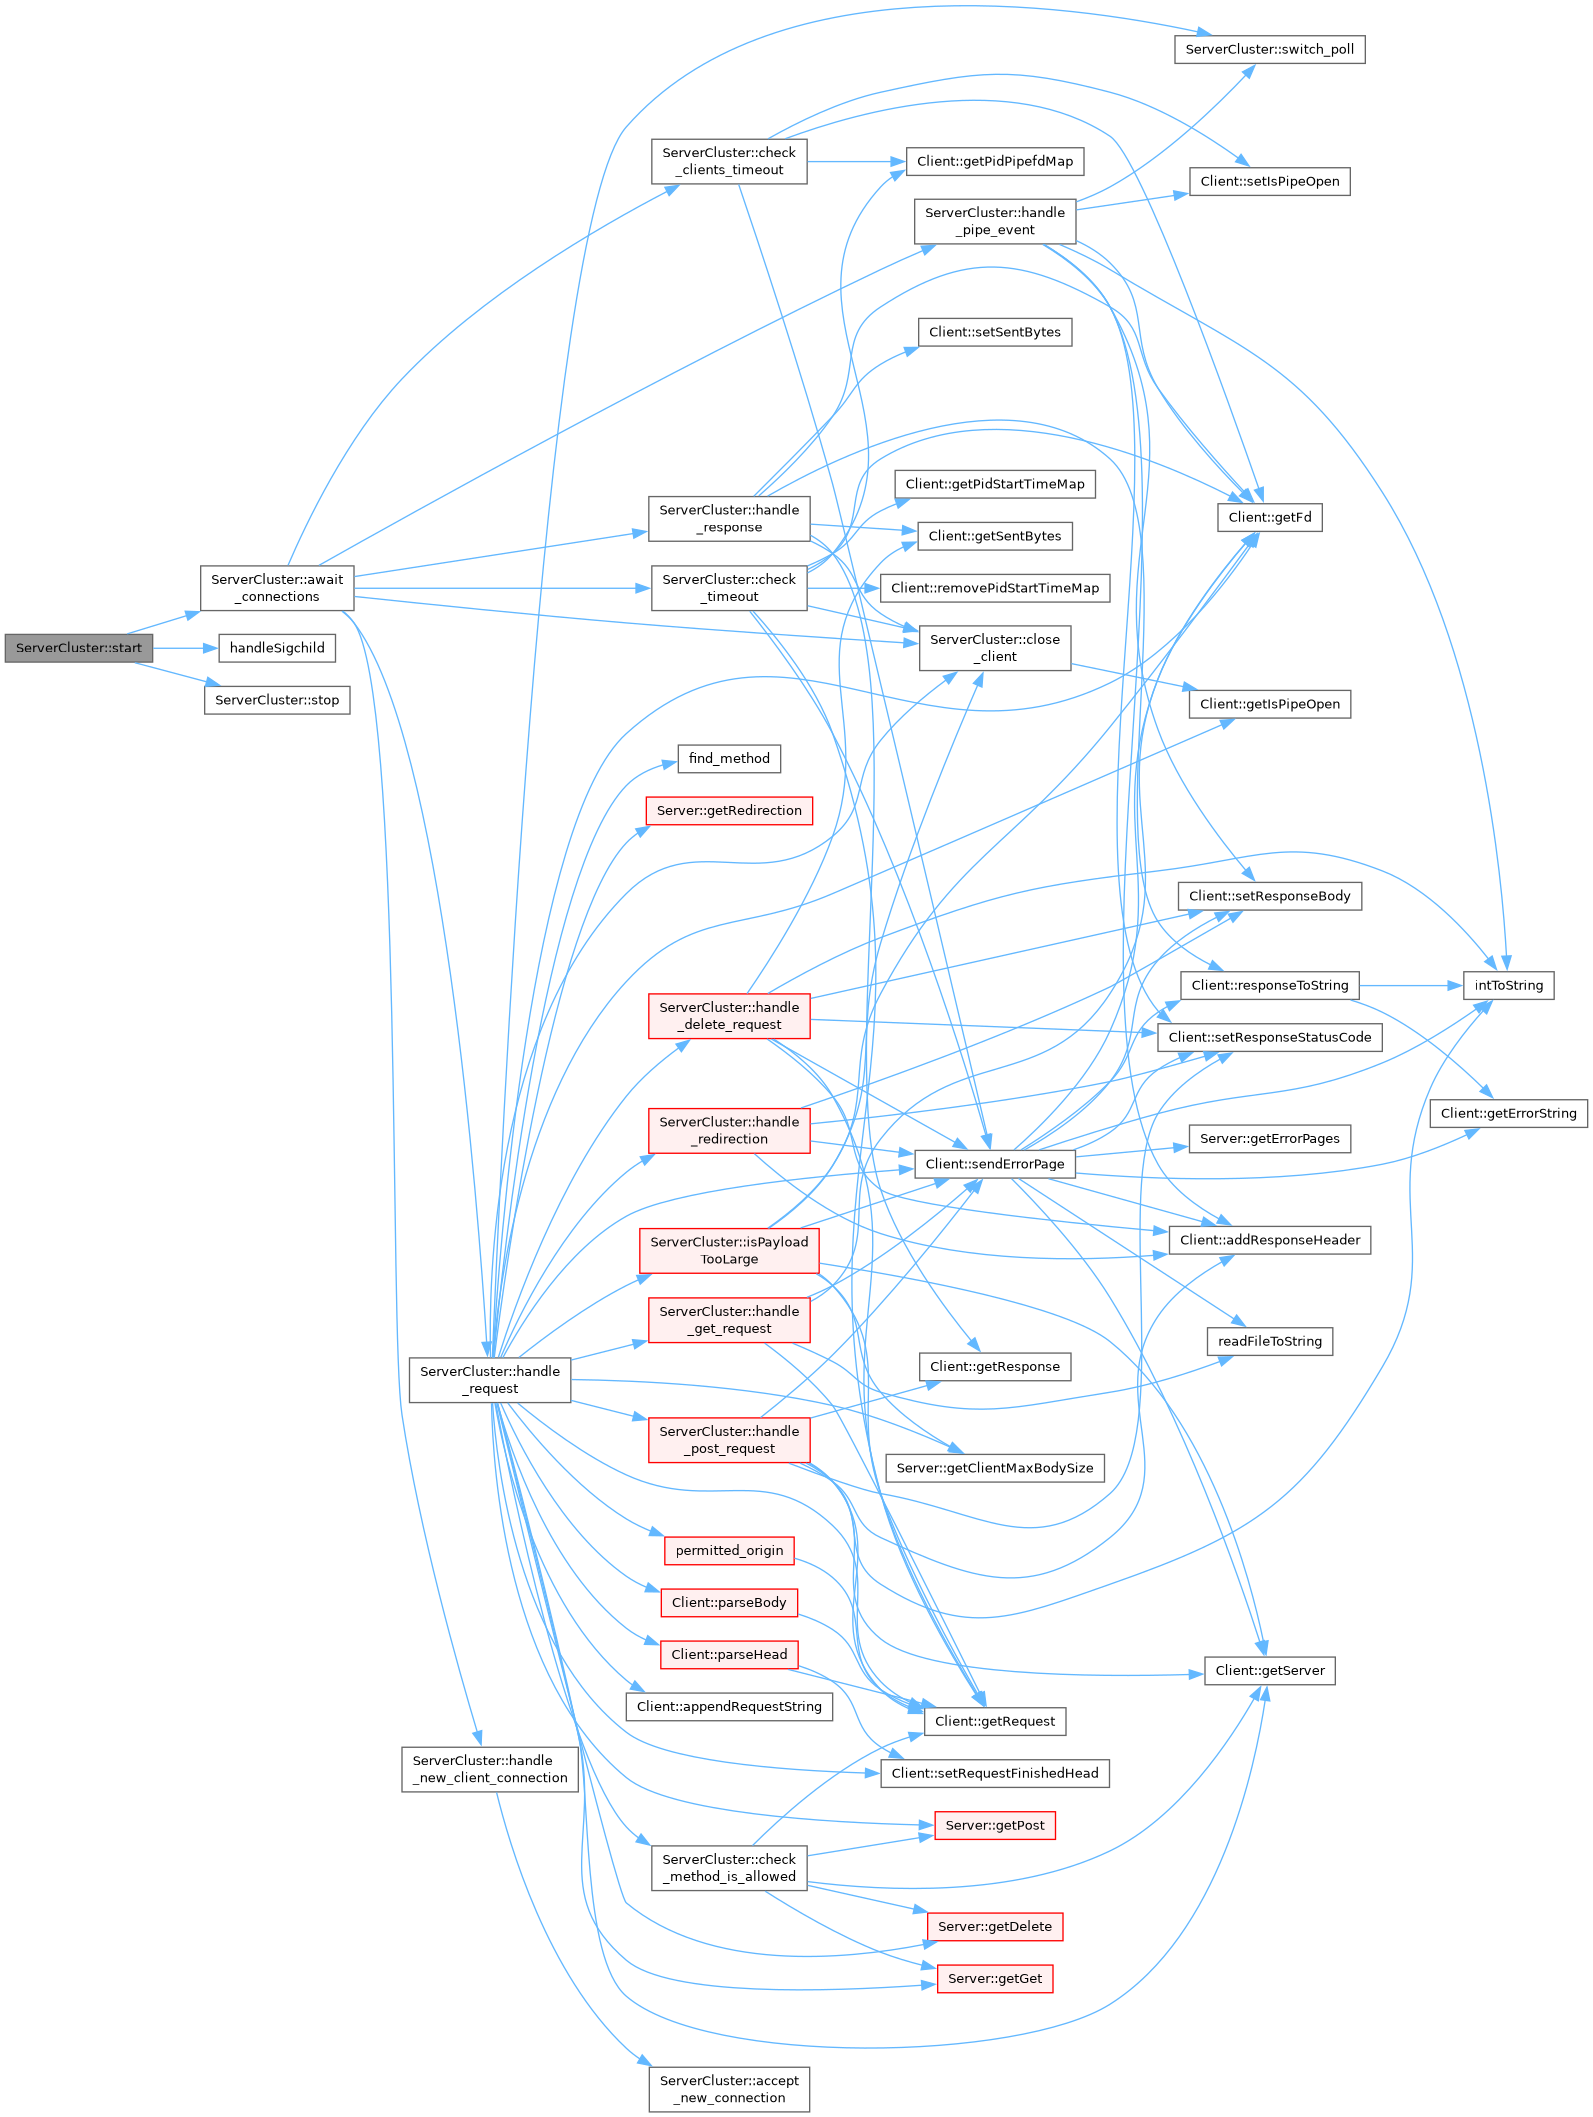 ServerCluster::start
ServerCluster::await
_connections
handleSigchild
ServerCluster::stop
ServerCluster::handle
_request
ServerCluster::handle
_new_client_connection
ServerCluster::check
_clients_timeout
ServerCluster::handle
_response
ServerCluster::check
_timeout
find_method
Server::getRedirection
ServerCluster::handle
_delete_request
ServerCluster::handle
_redirection
ServerCluster::isPayload
TooLarge
ServerCluster::handle
_get_request
ServerCluster::handle
_post_request
permitted_origin
Client::parseBody
Client::parseHead
Client::appendRequestString
ServerCluster::check
_method_is_allowed
ServerCluster::accept
_new_connection
Client::getPidPipefdMap
ServerCluster::handle
_pipe_event
Client::setSentBytes
Client::getPidStartTimeMap
Client::getSentBytes
Client::removePidStartTimeMap
ServerCluster::close
_client
Client::sendErrorPage
Client::getResponse
Server::getClientMaxBodySize
Client::getRequest
Client::setRequestFinishedHead
Server::getPost
Server::getDelete
Server::getGet
ServerCluster::switch_poll
Client::setIsPipeOpen
Client::getFd
Client::getIsPipeOpen
Client::setResponseBody
Client::responseToString
Client::setResponseStatusCode
Server::getErrorPages
Client::addResponseHeader
readFileToString
Client::getServer
intToString
Client::getErrorString